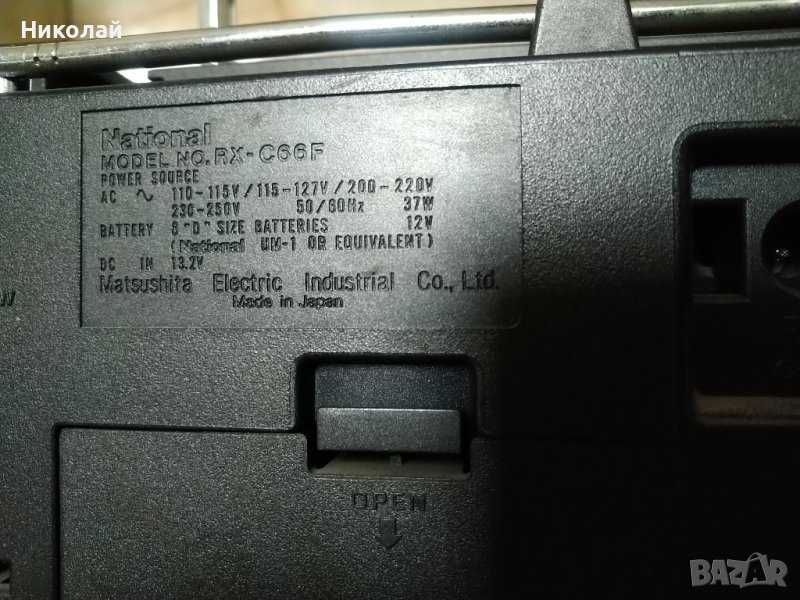 Николай
National
MODEL NO. RX-C66F
POWER SOURCE
AC ~ 110-115V/115-127V/200-220V
230-250V 50/60Hz 37W
BATTERY 8 "D" SIZE BATTERIES 12V
(National UM-1 OR EQUIVALENT)
DC IN 13.2V
Matsushita Electric Industrial Co., Ltd.
Made in Japan
OPEN
BAZAR